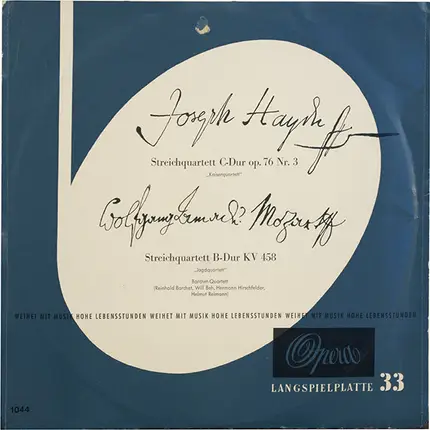 Joseph Haydn
Streichquartett C-Dur op. 76 Nr. 3
„Kaiserquartett"
Wolfgang Amadé Mozart
Streichquartett B-Dur KV 458
„Jagdquartett"
Barchet-Quartett
(Reinhold Barchet, Will Beh, Hermann Hirschfelder,
Helmut Reimann)
WEIHET MIT MUSIK HOHE LEBENSSTUNDEN WEIHET MIT MUSIK HOHE LEBENSSTUNDEN WEIHET MIT MUSIK HOHE LEBENSSTUNDEN
Opera
LANGSPIELPLATTE 33
1044